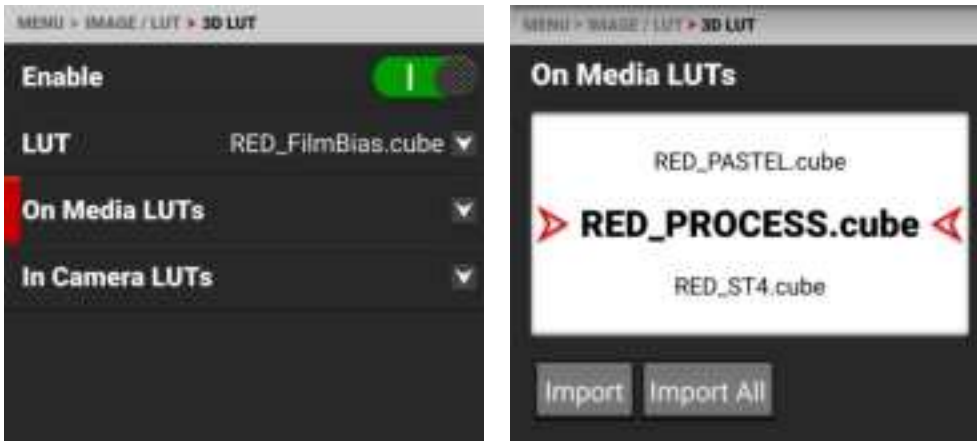 MENU > IMAGE / LUT > 3D LUT
Enable
LUT RED_FilmBias.cube
On Media LUTs
In Camera LUTs
MENU > IMAGE / LUT > 3D LUT
On Media LUTs
RED_PASTEL.cube
RED_PROCESS.cube
RED_ST4.cube
Import Import All